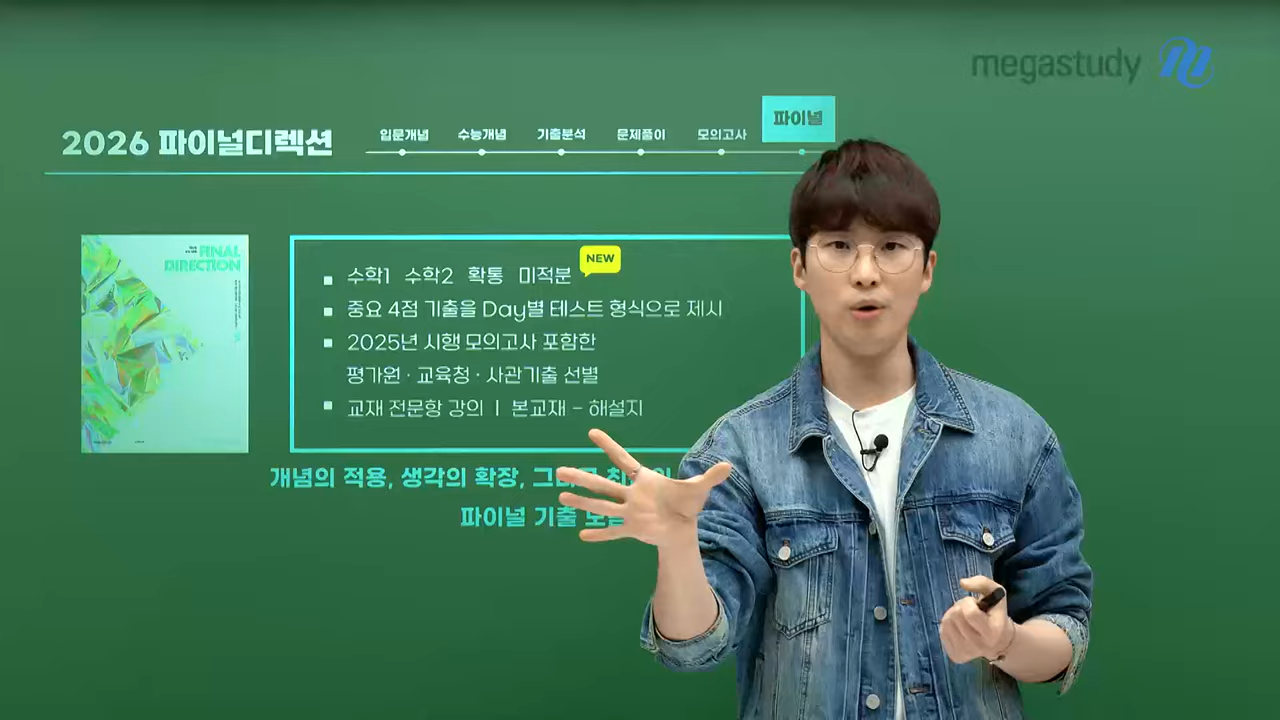 megastudy
2026 파이널디렉션
입문개념 수능개념 기출분석 문제풀이 모의고사 파이널
FINAL
DIRECTION
NEW
수학1 수학2 확통 미적분
중요 4점 기출을 Day별 테스트 형식으로 제시
2025년 시행 모의고사 포함한
평가원 · 교육청 · 사관기출 선별
교재 전문항 강의 | 본교재 - 해설지
개념의 적용, 생각의 확장,
파이널 기출